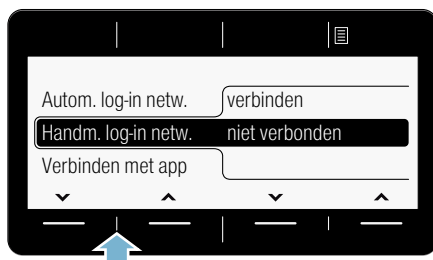 Autom. log-in netw. verbinden
Handm. log-in netw. niet verbonden
Verbinden met app